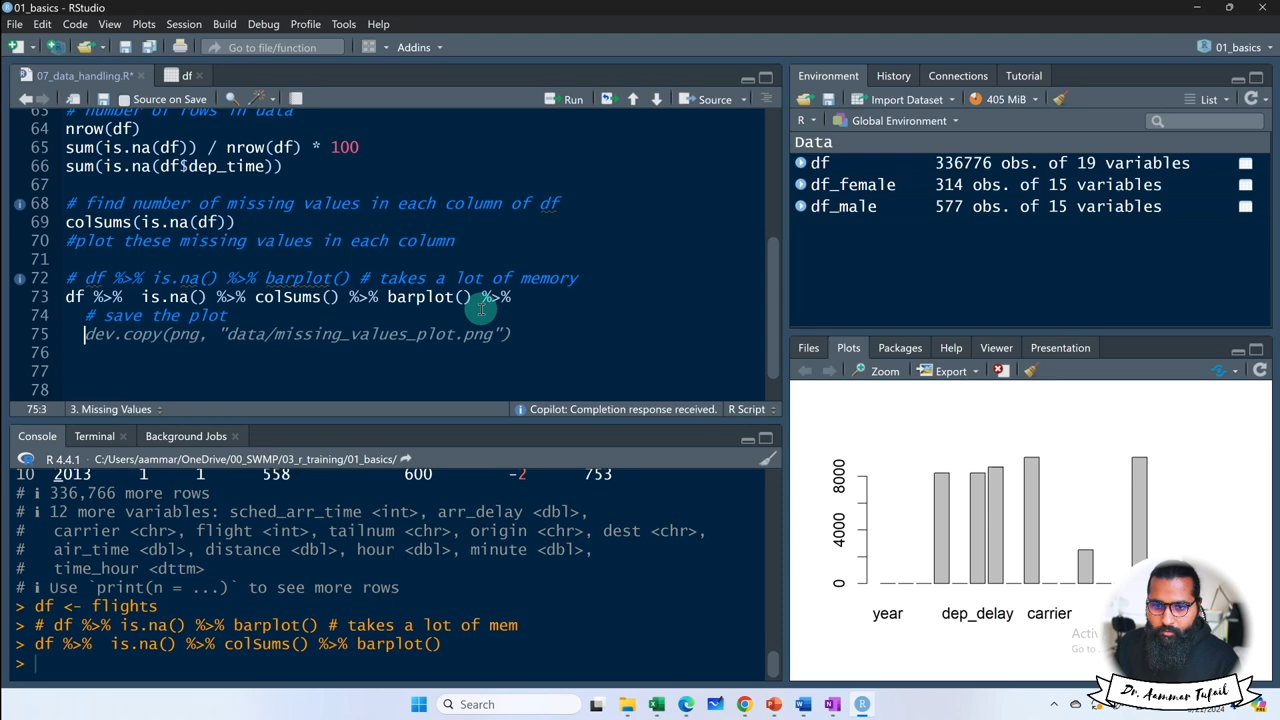 01_basics - RStudio
File Edit Code View Plots Session Build Debug Profile Tools Help
Go to file/function Addins 01_basics
07_data_handling.R* df
Source on Save Run Source
63 # number of rows in data
64 nrow(df)
65 sum(is.na(df)) / nrow(df) * 100
66 sum(is.na(df$dep_time))
67
68 # find number of missing values in each column of df
69 colSums(is.na(df))
70 #plot these missing values in each column
71
72 # df %>% is.na() %>% barplot() # takes a lot of memory
73 df %>%  is.na() %>% colSums() %>% barplot() %>%
74 # save the plot
75 dev.copy(png, "data/missing_values_plot.png")
76
77
78
75:3 3. Missing Values Copilot: Completion response received. R Script
Console Terminal Background Jobs
R 4.4.1 · C:/Users/aammar/OneDrive/00_SWMP/03_r_training/01_basics/
10 2013 1 1 558 600 -2 753
# ℹ 336,766 more rows
# ℹ 12 more variables: sched_arr_time <int>, arr_delay <dbl>,
# carrier <chr>, flight <int>, tailnum <chr>, origin <chr>, dest <chr>,
# air_time <dbl>, distance <dbl>, hour <dbl>, minute <dbl>,
# time_hour <dttm>
# ℹ Use `print(n = ...)` to see more rows
> df <- flights
> # df %>% is.na() %>% barplot() # takes a lot of mem
> df %>%  is.na() %>% colSums() %>% barplot()
>
Environment History Connections Tutorial
Import Dataset 405 MiB List
R Global Environment
Data
df 336776 obs. of 19 variables
df_female 314 obs. of 15 variables
df_male 577 obs. of 15 variables
Files Plots Packages Help Viewer Presentation
Zoom Export
8000
4000
0
year dep_delay carrier
Dr. Aammar Tufail
Search